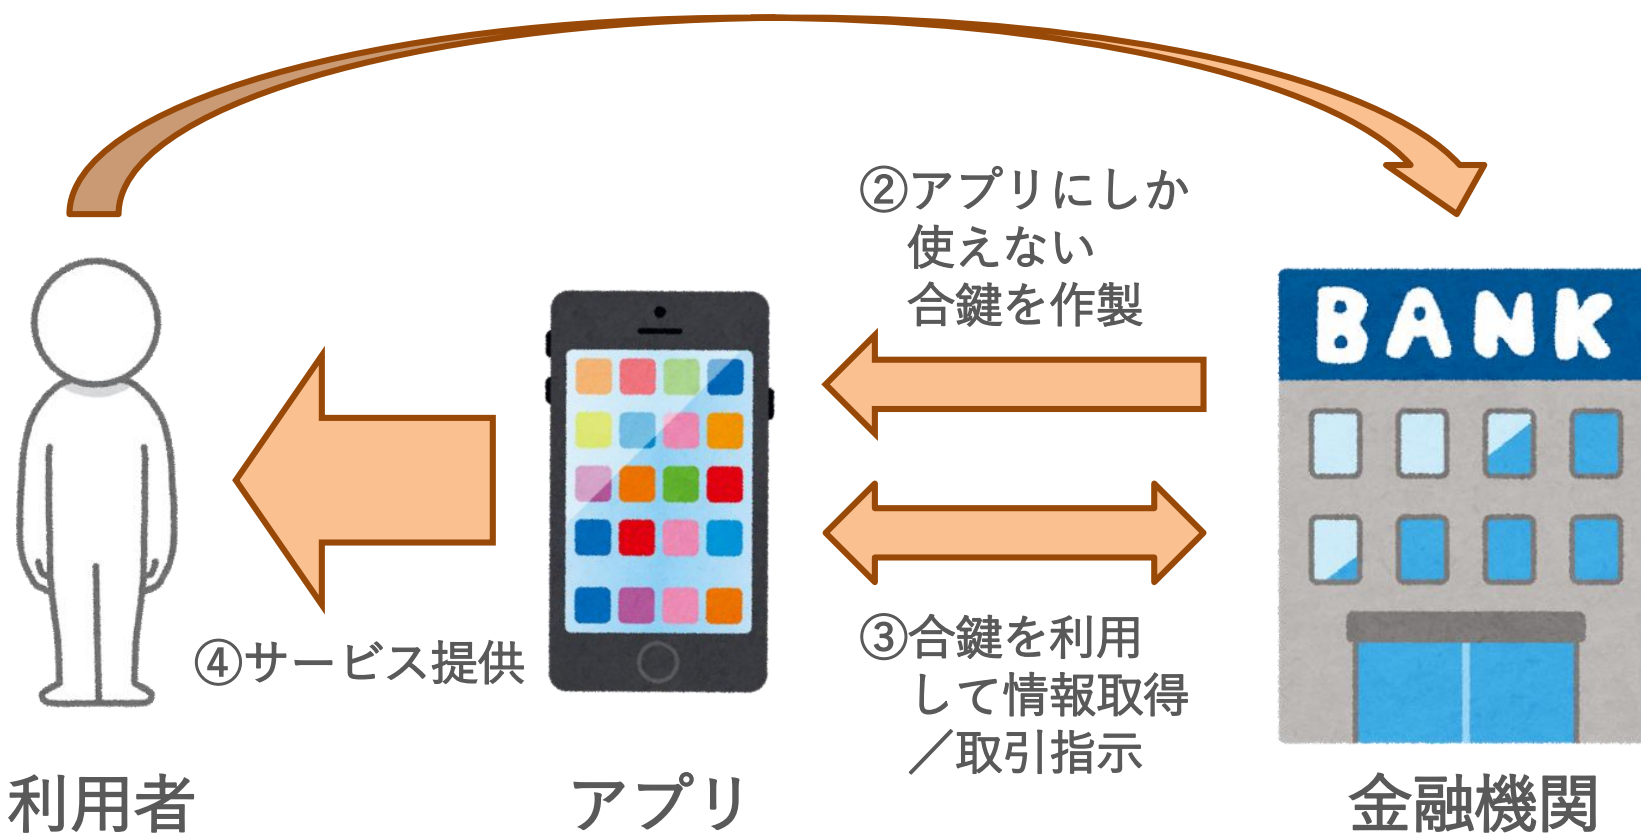 ②アプリにしか
使えない
合鍵を作製
BANK
④サービス提供
③合鍵を利用
して情報取得
／取引指示
利用者
アプリ
金融機関